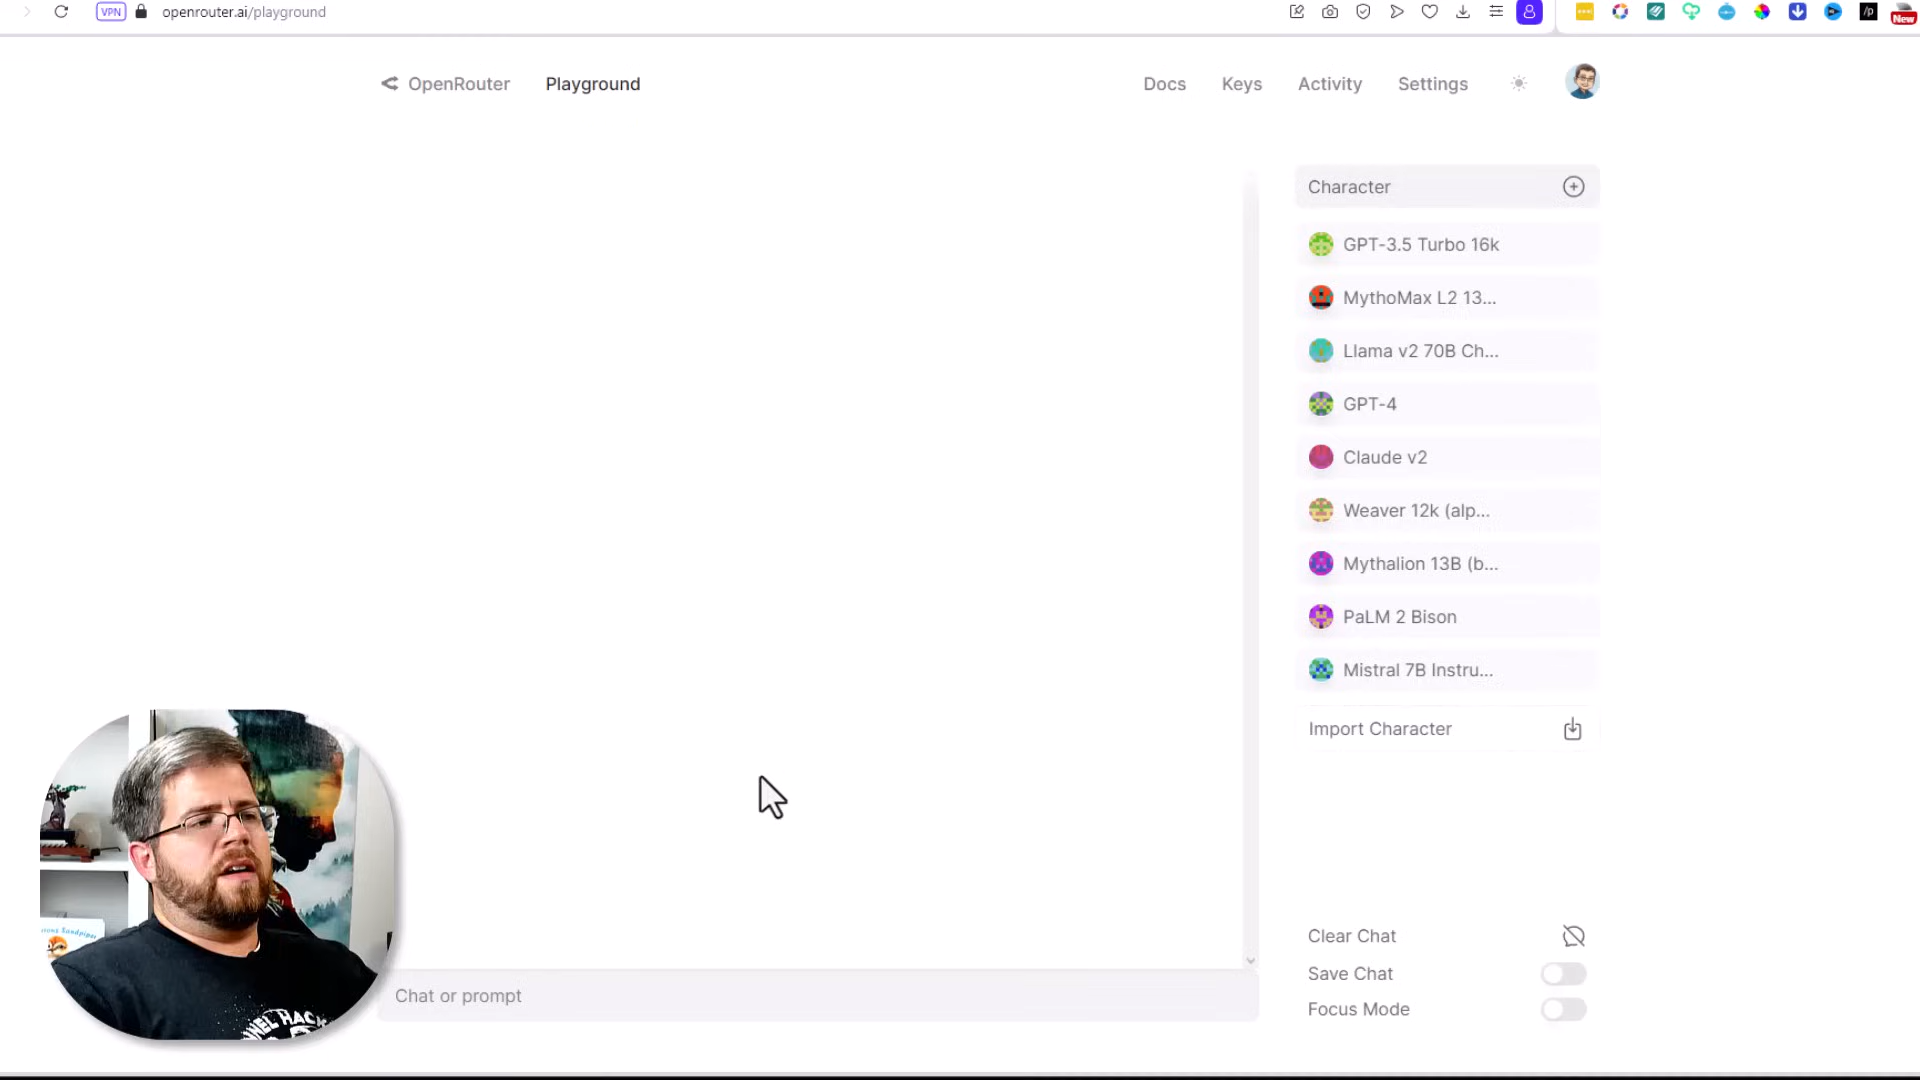 VPN openrouter.ai/playground
/p
New
OpenRouter Playground Docs Keys Activity Settings
Character
GPT-3.5 Turbo 16k
MythoMax L2 13...
Llama v2 70B Ch...
GPT-4
Claude v2
Weaver 12k (alp...
Mythalion 13B (b...
PaLM 2 Bison
Mistral 7B Instru...
Import Character
Clear Chat
Save Chat
Focus Mode
Chat or prompt
Sandpiper